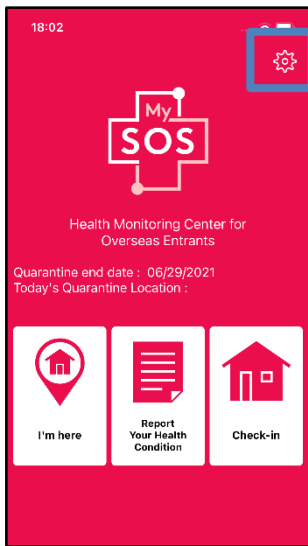 18:02
My
SOS
Health Monitoring Center for
Overseas Entrants
Quarantine end date : 06/29/2021
Today's Quarantine Location :
I'm here
Report
Your Health
Condition
Check-in